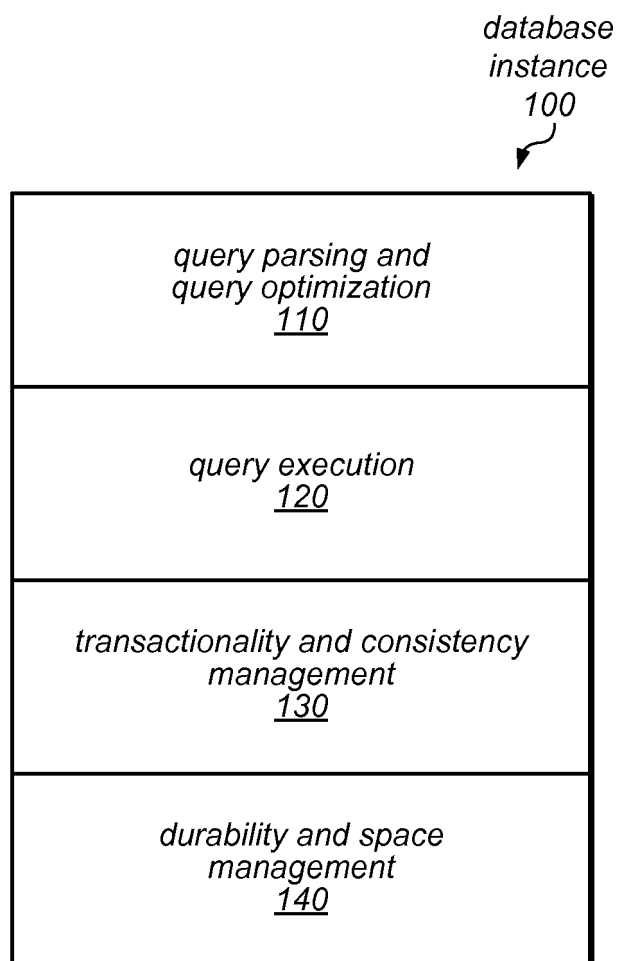 database
instance
100
query parsing and
query optimization
110
query execution
120
transactionality and consistency
management
130
durability and space
management
140